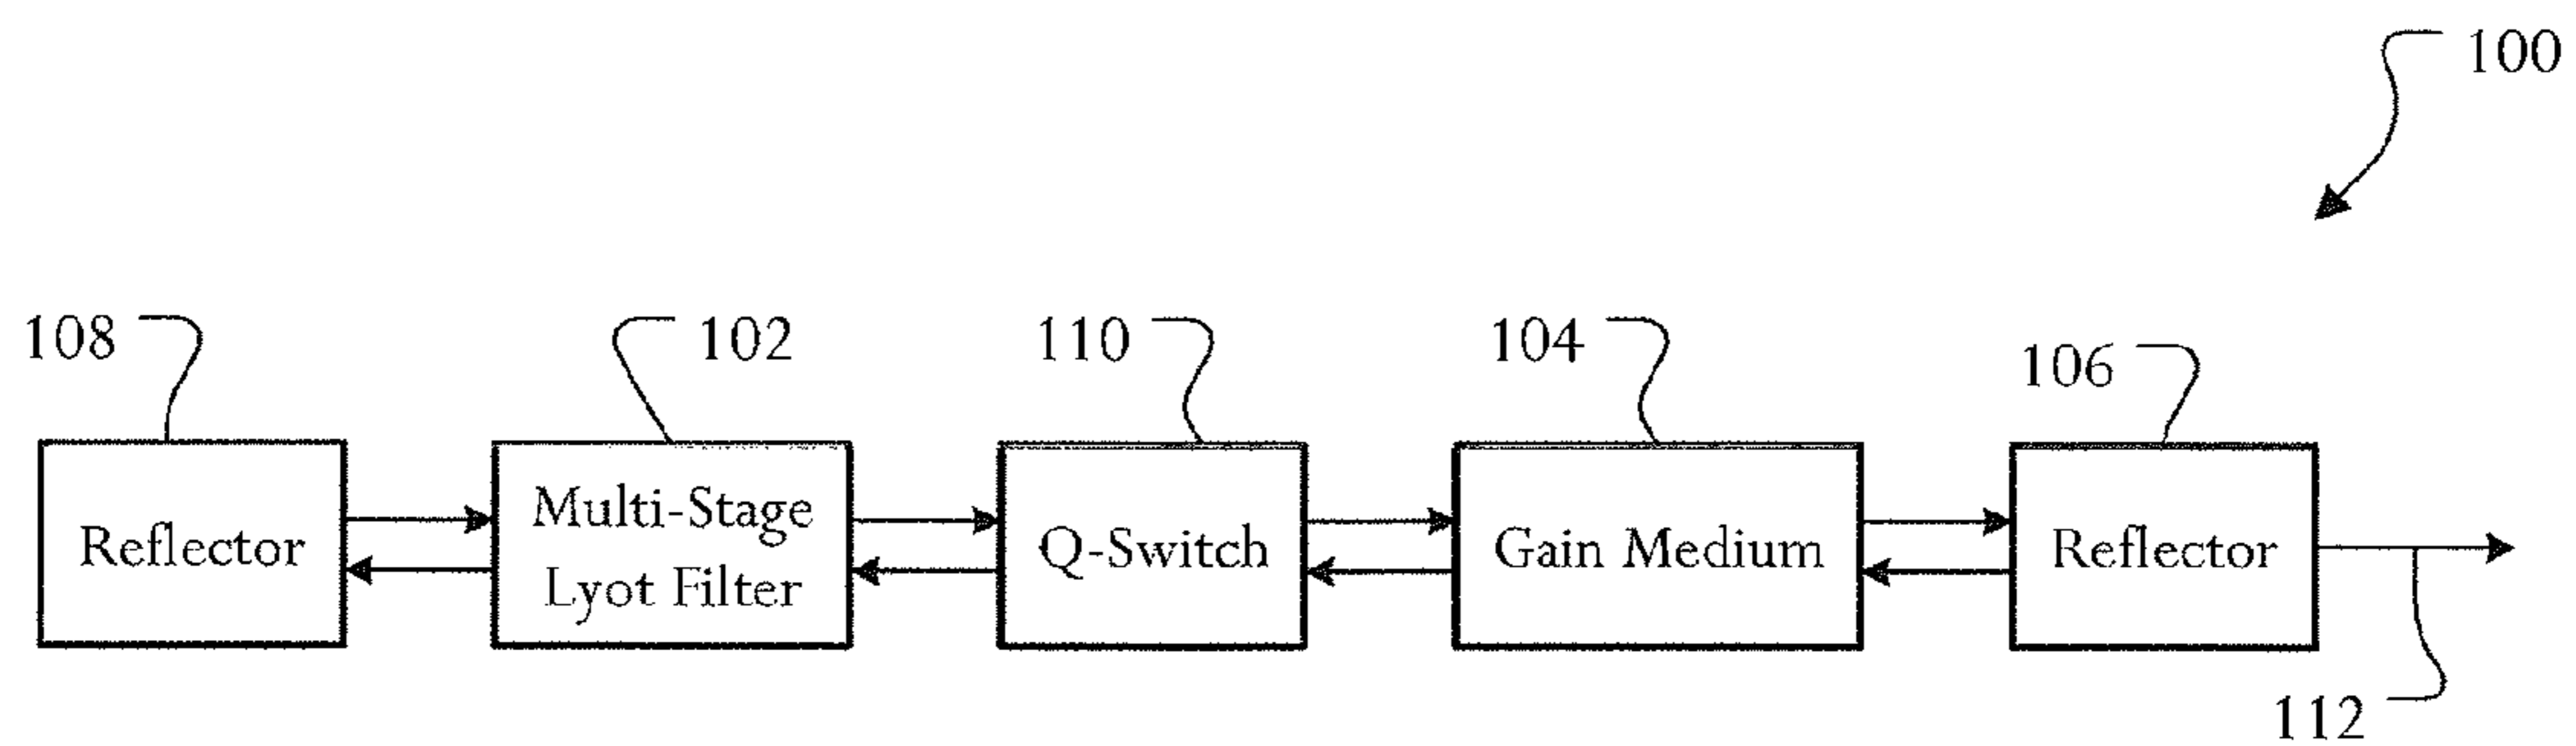 100
108
102
110
104
106
Reflector
Multi-Stage
Lyot Filter
Q-Switch
Gain Medium
Reflector
112